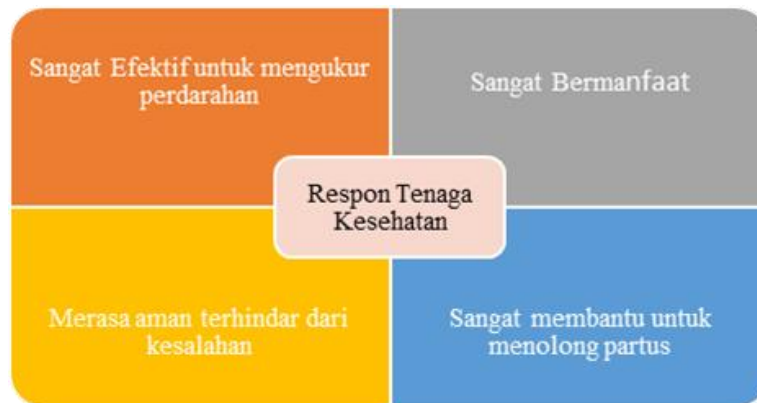 Sangat Efektif untuk mengukur
perdarahan
Sangat Bermanfaat
Respon Tenaga
Kesehatan
Merasa aman terhindar dari
kesalahan
Sangat membantu untuk
menolong partus